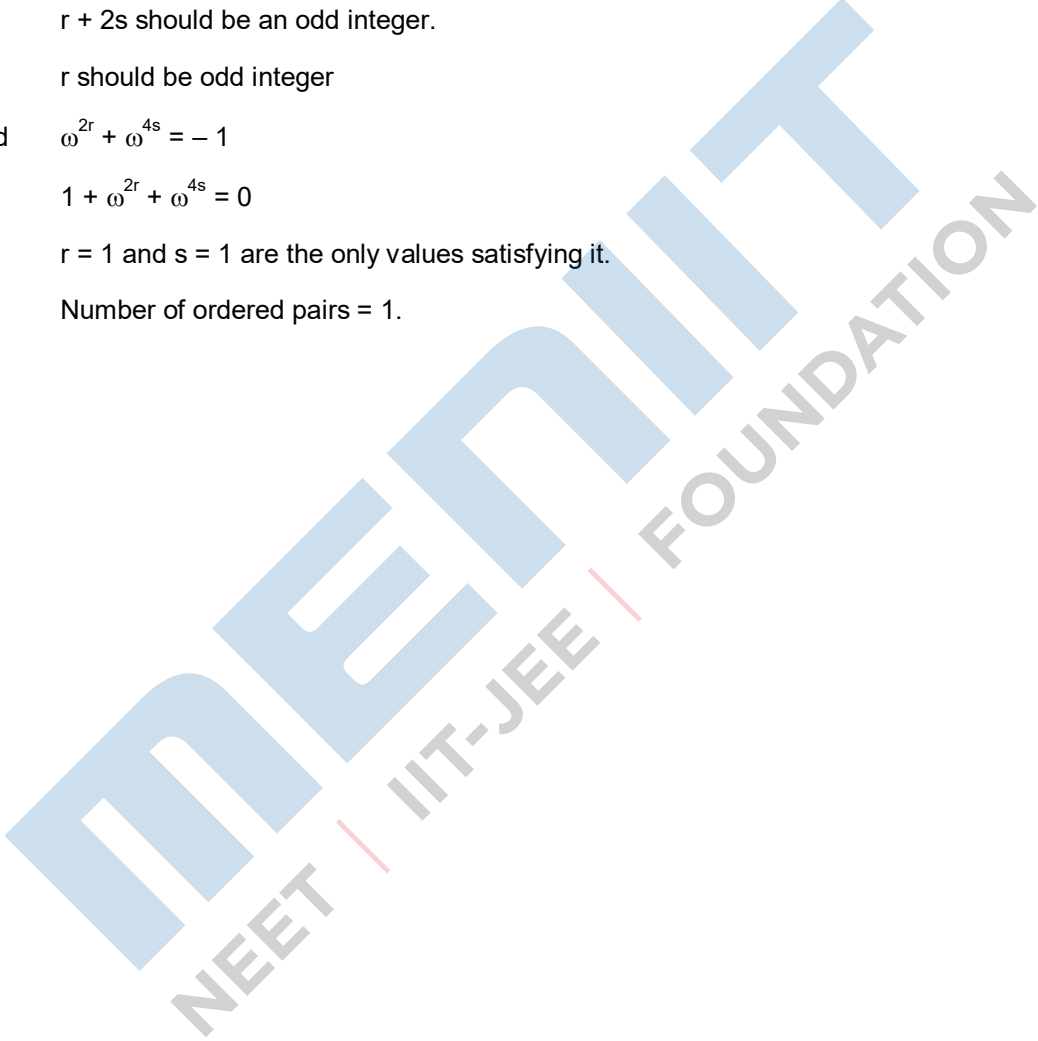 r + 2s should be an odd integer.
r should be odd integer
d ω^{2r} + ω^{4s} = – 1
1 + ω^{2r} + ω^{4s} = 0
r = 1 and s = 1 are the only values satisfying it.
Number of ordered pairs = 1.
MENIIT
NEET | IIT-JEE | FOUNDATION